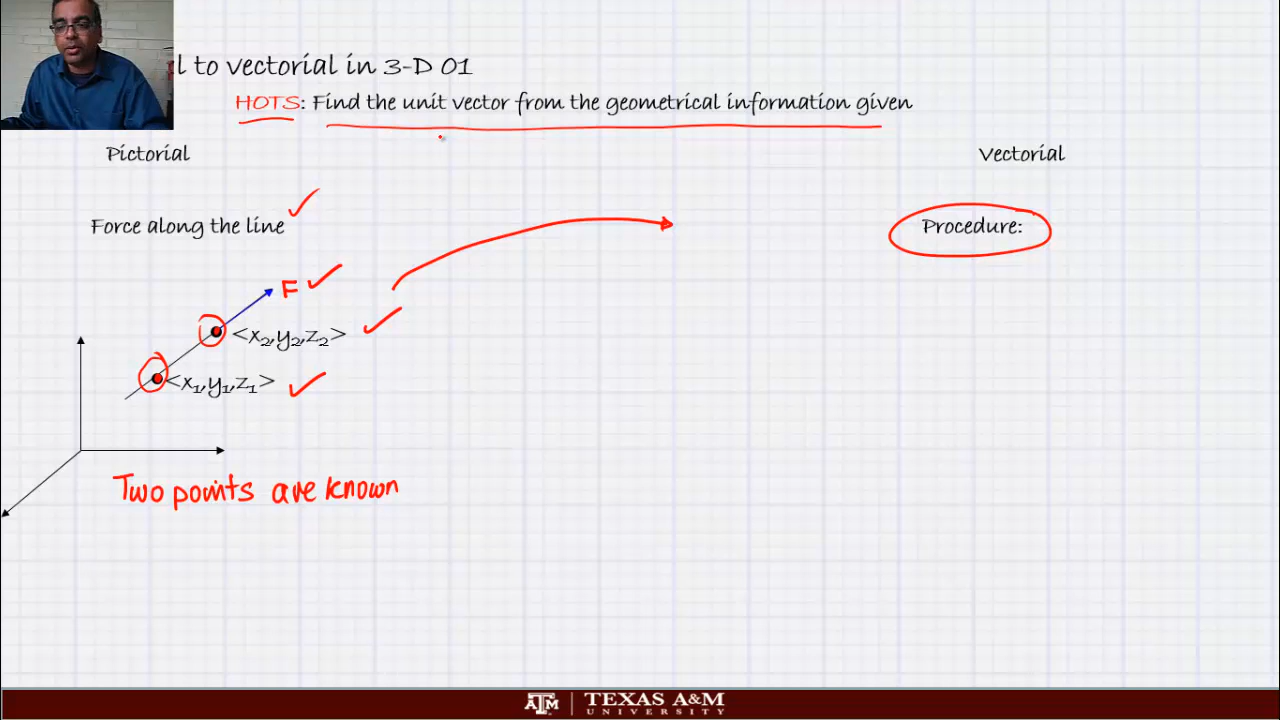 l to vectorial in 3-D 01
HOTS: Find the unit vector from the geometrical information given
Pictorial
Vectorial
Force along the line
Procedure:
F
<x₂,y₂,z₂>
<x₁,y₁,z₁>
Two points are known
ATM | TEXAS A&M
UNIVERSITY